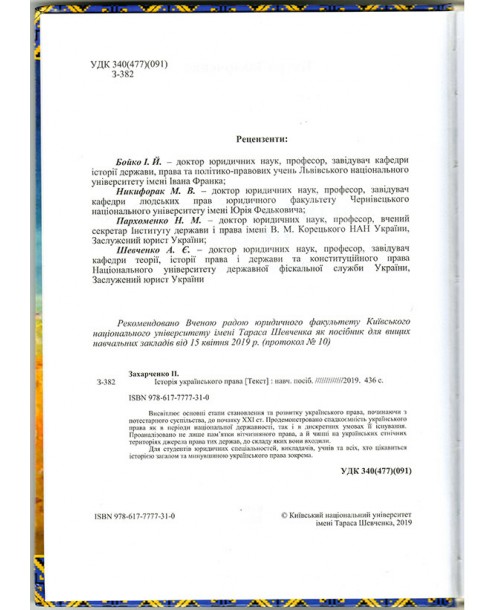 УДК 340(477)(091)
З-382
Рецензенти:
Бойко І. Й. – доктор юридичних наук, професор, завідувач кафедри
історії держави, права та політико-правових учень Львівського національного
університету імені Івана Франка;
Никифорак М. В. – доктор юридичних наук, професор, завідувач
кафедри людських прав юридичного факультету Чернівецького
національного університету імені Юрія Федьковича;
Пархоменко Н. М. – доктор юридичних наук, професор, вчений
секретар Інституту держави і права імені В. М. Корецького НАН України,
Заслужений юрист України;
Шевченко А. Є. – доктор юридичних наук, професор, завідувач
кафедри теорії, історії права і держави та конституційного права
Національного університету державної фіскальної служби України,
Заслужений юрист України
Рекомендовано Вченою радою юридичного факультету Київського
національного університету імені Тараса Шевченка як посібник для вищих
навчальних закладів від 15 квітня 2019 р. (протокол № 10)
Захарченко П.
З-382 Історія українського права [Текст] : навч. посіб. /////////////2019, 436 с.
ISBN 978-617-7777-31-0
Висвітлює основні етапи становлення та розвитку українського права, починаючи з
потестарного суспільства, до початку ХХІ ст. Продемонстровано спадкоємність українського
права як в періоди національної державності, так і в дискретних умовах її існування.
Проаналізовано не лише пам'ятки вітчизняного права, а й чинні на українських етнічних
територіях джерела права тих держав, до складу яких вони входили.
Для студентів юридичних спеціальностей, викладачів, учнів та всіх, хто цікавиться
історією загалом та минувшиною українського права зокрема.
УДК 340(477)(091)
ISBN 978-617-7777-31-0
© Київський національний університет
імені Тараса Шевченка, 2019